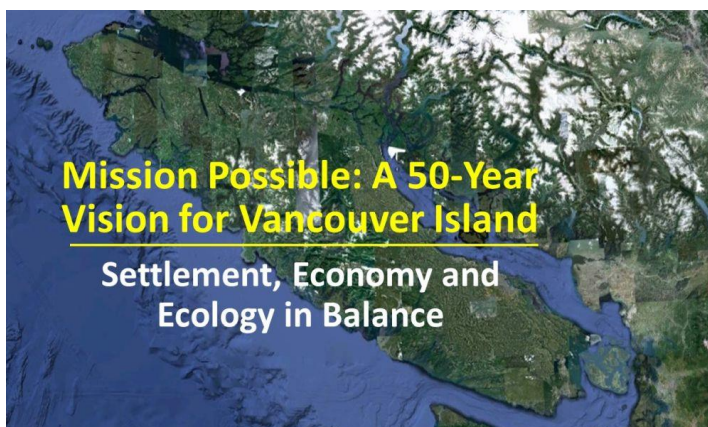 Mission Possible: A 50-Year
Vision for Vancouver Island
Settlement, Economy and
Ecology in Balance